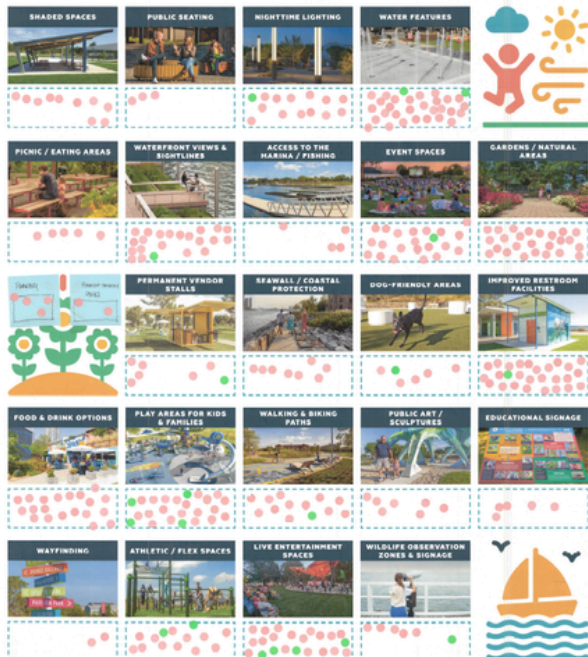 SHADED SPACES
PUBLIC SEATING
NIGHTTIME LIGHTING
WATER FEATURES
PICNIC / EATING AREAS
WATERFRONT VIEWS &
SIGHTLINES
ACCESS TO THE
MARINA / FISHING
EVENT SPACES
GARDENS / NATURAL
AREAS
PERMANENT VENDOR
STALLS
SEAWALL / COASTAL
PROTECTION
DOG-FRIENDLY AREAS
IMPROVED RESTROOM
FACILITIES
FOOD & DRINK OPTIONS
PLAY AREAS FOR KIDS
& FAMILIES
WALKING & BIKING
PATHS
PUBLIC ART /
SCULPTURES
EDUCATIONAL SIGNAGE
WAYFINDING
ATHLETIC / FLEX SPACES
LIVE ENTERTAINMENT
SPACES
WILDLIFE OBSERVATION
ZONES & SIGNAGE